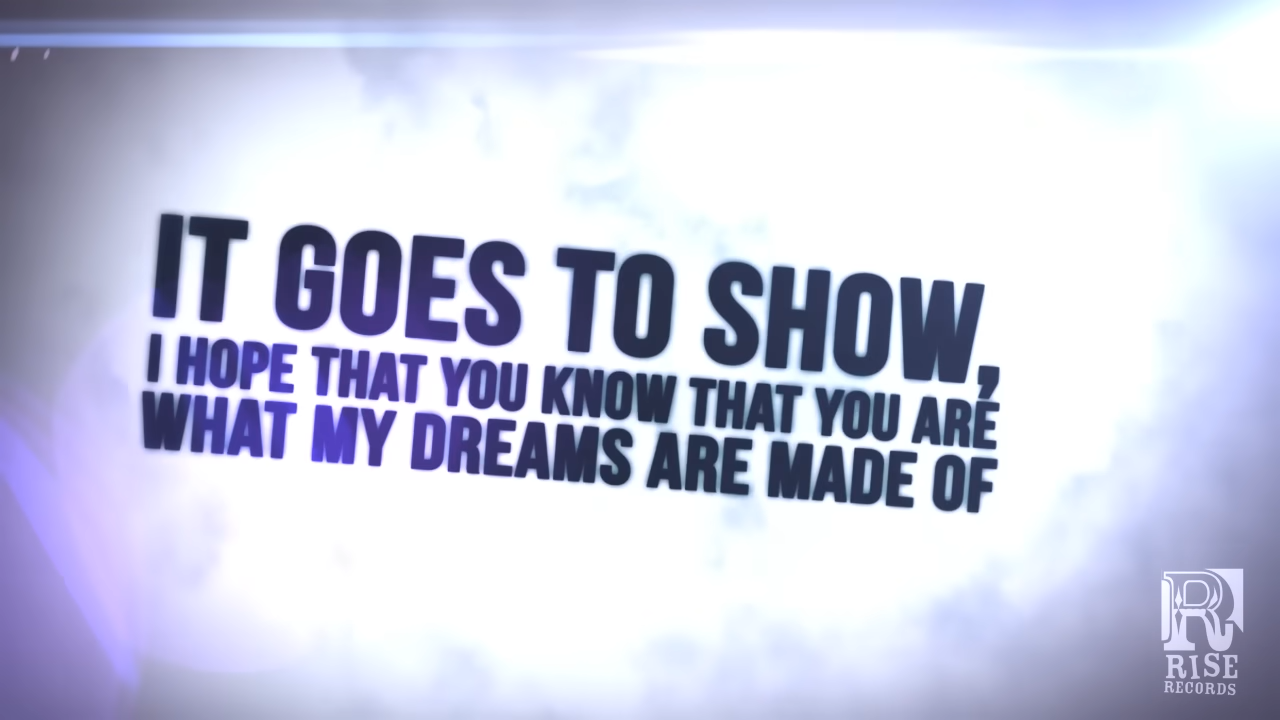 IT GOES TO SHOW,
I HOPE THAT YOU KNOW THAT YOU ARE
WHAT MY DREAMS ARE MADE OF
R
RISE
RECORDS